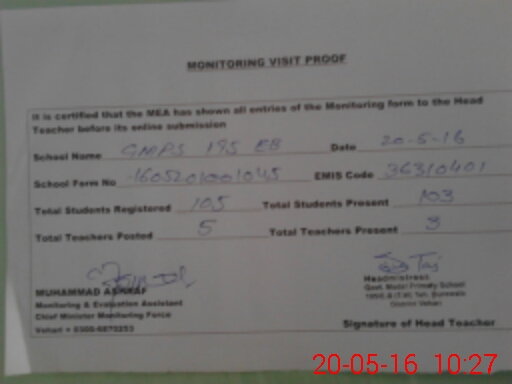 MONITORING VISIT PROOF
It is certified that the MEA has shown all entries of the Monitoring form to the Head
Teacher before its online submission
School Name GMPS 195 EB Date 20-5-16
School Form No 1605201001045 EMIS Code 36310401
Total Students Registered 105 Total Students Present 103
Total Teachers Posted 5 Total Teachers Present 3
MUHAMMAD ASHRAF
Monitoring & Evaluation Assistant
Chief Minister Monitoring Force
Vehari
Headmistress
Govt. Model Primary School
Signature of Head Teacher
20-05-16 10:27